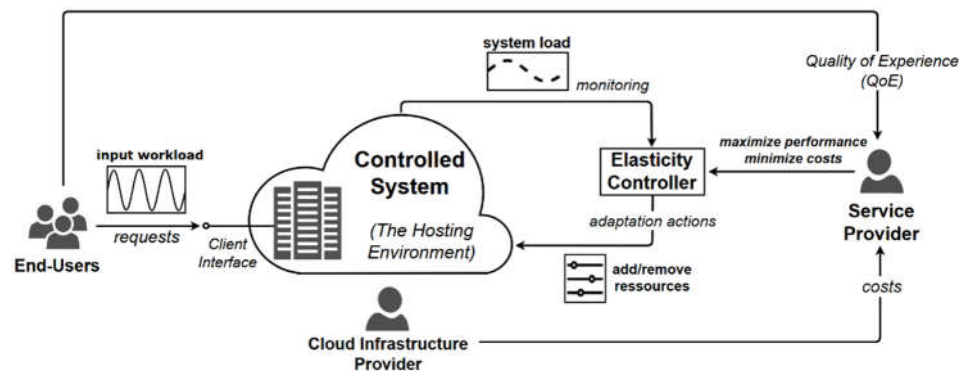 system load
monitoring
Quality of Experience
(QoE)
input workload
Controlled
System
(The Hosting
Environment)
Elasticity
Controller
maximize performance
minimize costs
requests
Client
Interface
adaptation actions
Service
Provider
End-Users
add/remove
ressources
costs
Cloud Infrastructure
Provider